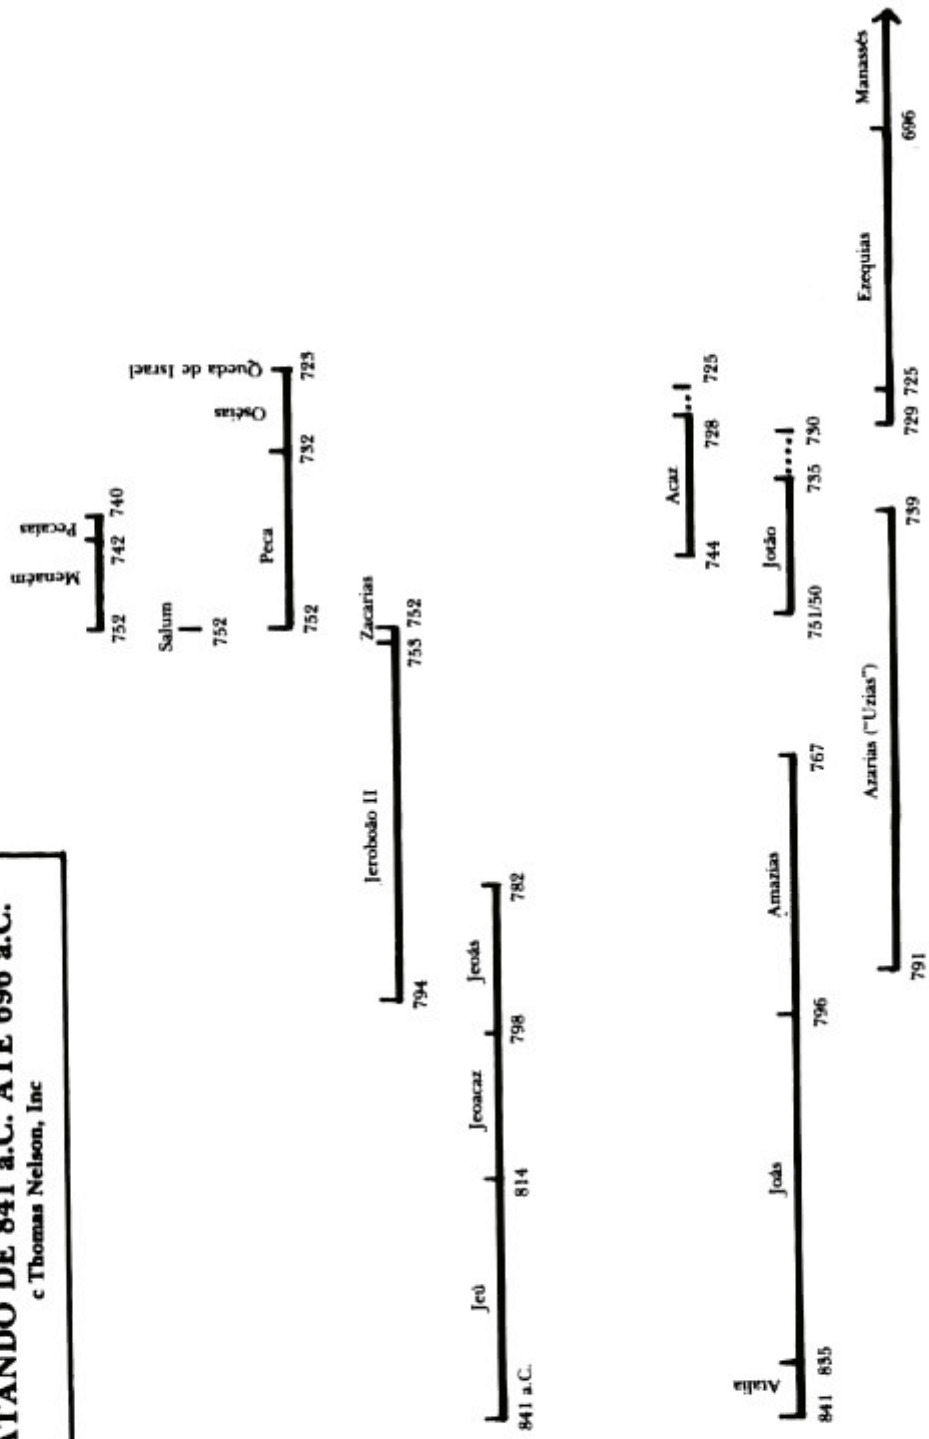 ATANDO DE 841 a.C. ATÉ 696 a.C.
c Thomas Nelson, Inc
Menaém Pecaías
752 742 740
Salum
752
Peca Oséias Queda de Israel
752 732 723
Jeroboão II Zacarias
794 753 752
Jeú Jeoacaz Jeoás
841 a.C. 814 798 782
Acaz
744 728 725
Jotão
751/50 735 730
Atalia Joás Amazias
841 835 796 767
Azarias ("Uzias") Ezequias Manassés
791 739 729 725 696